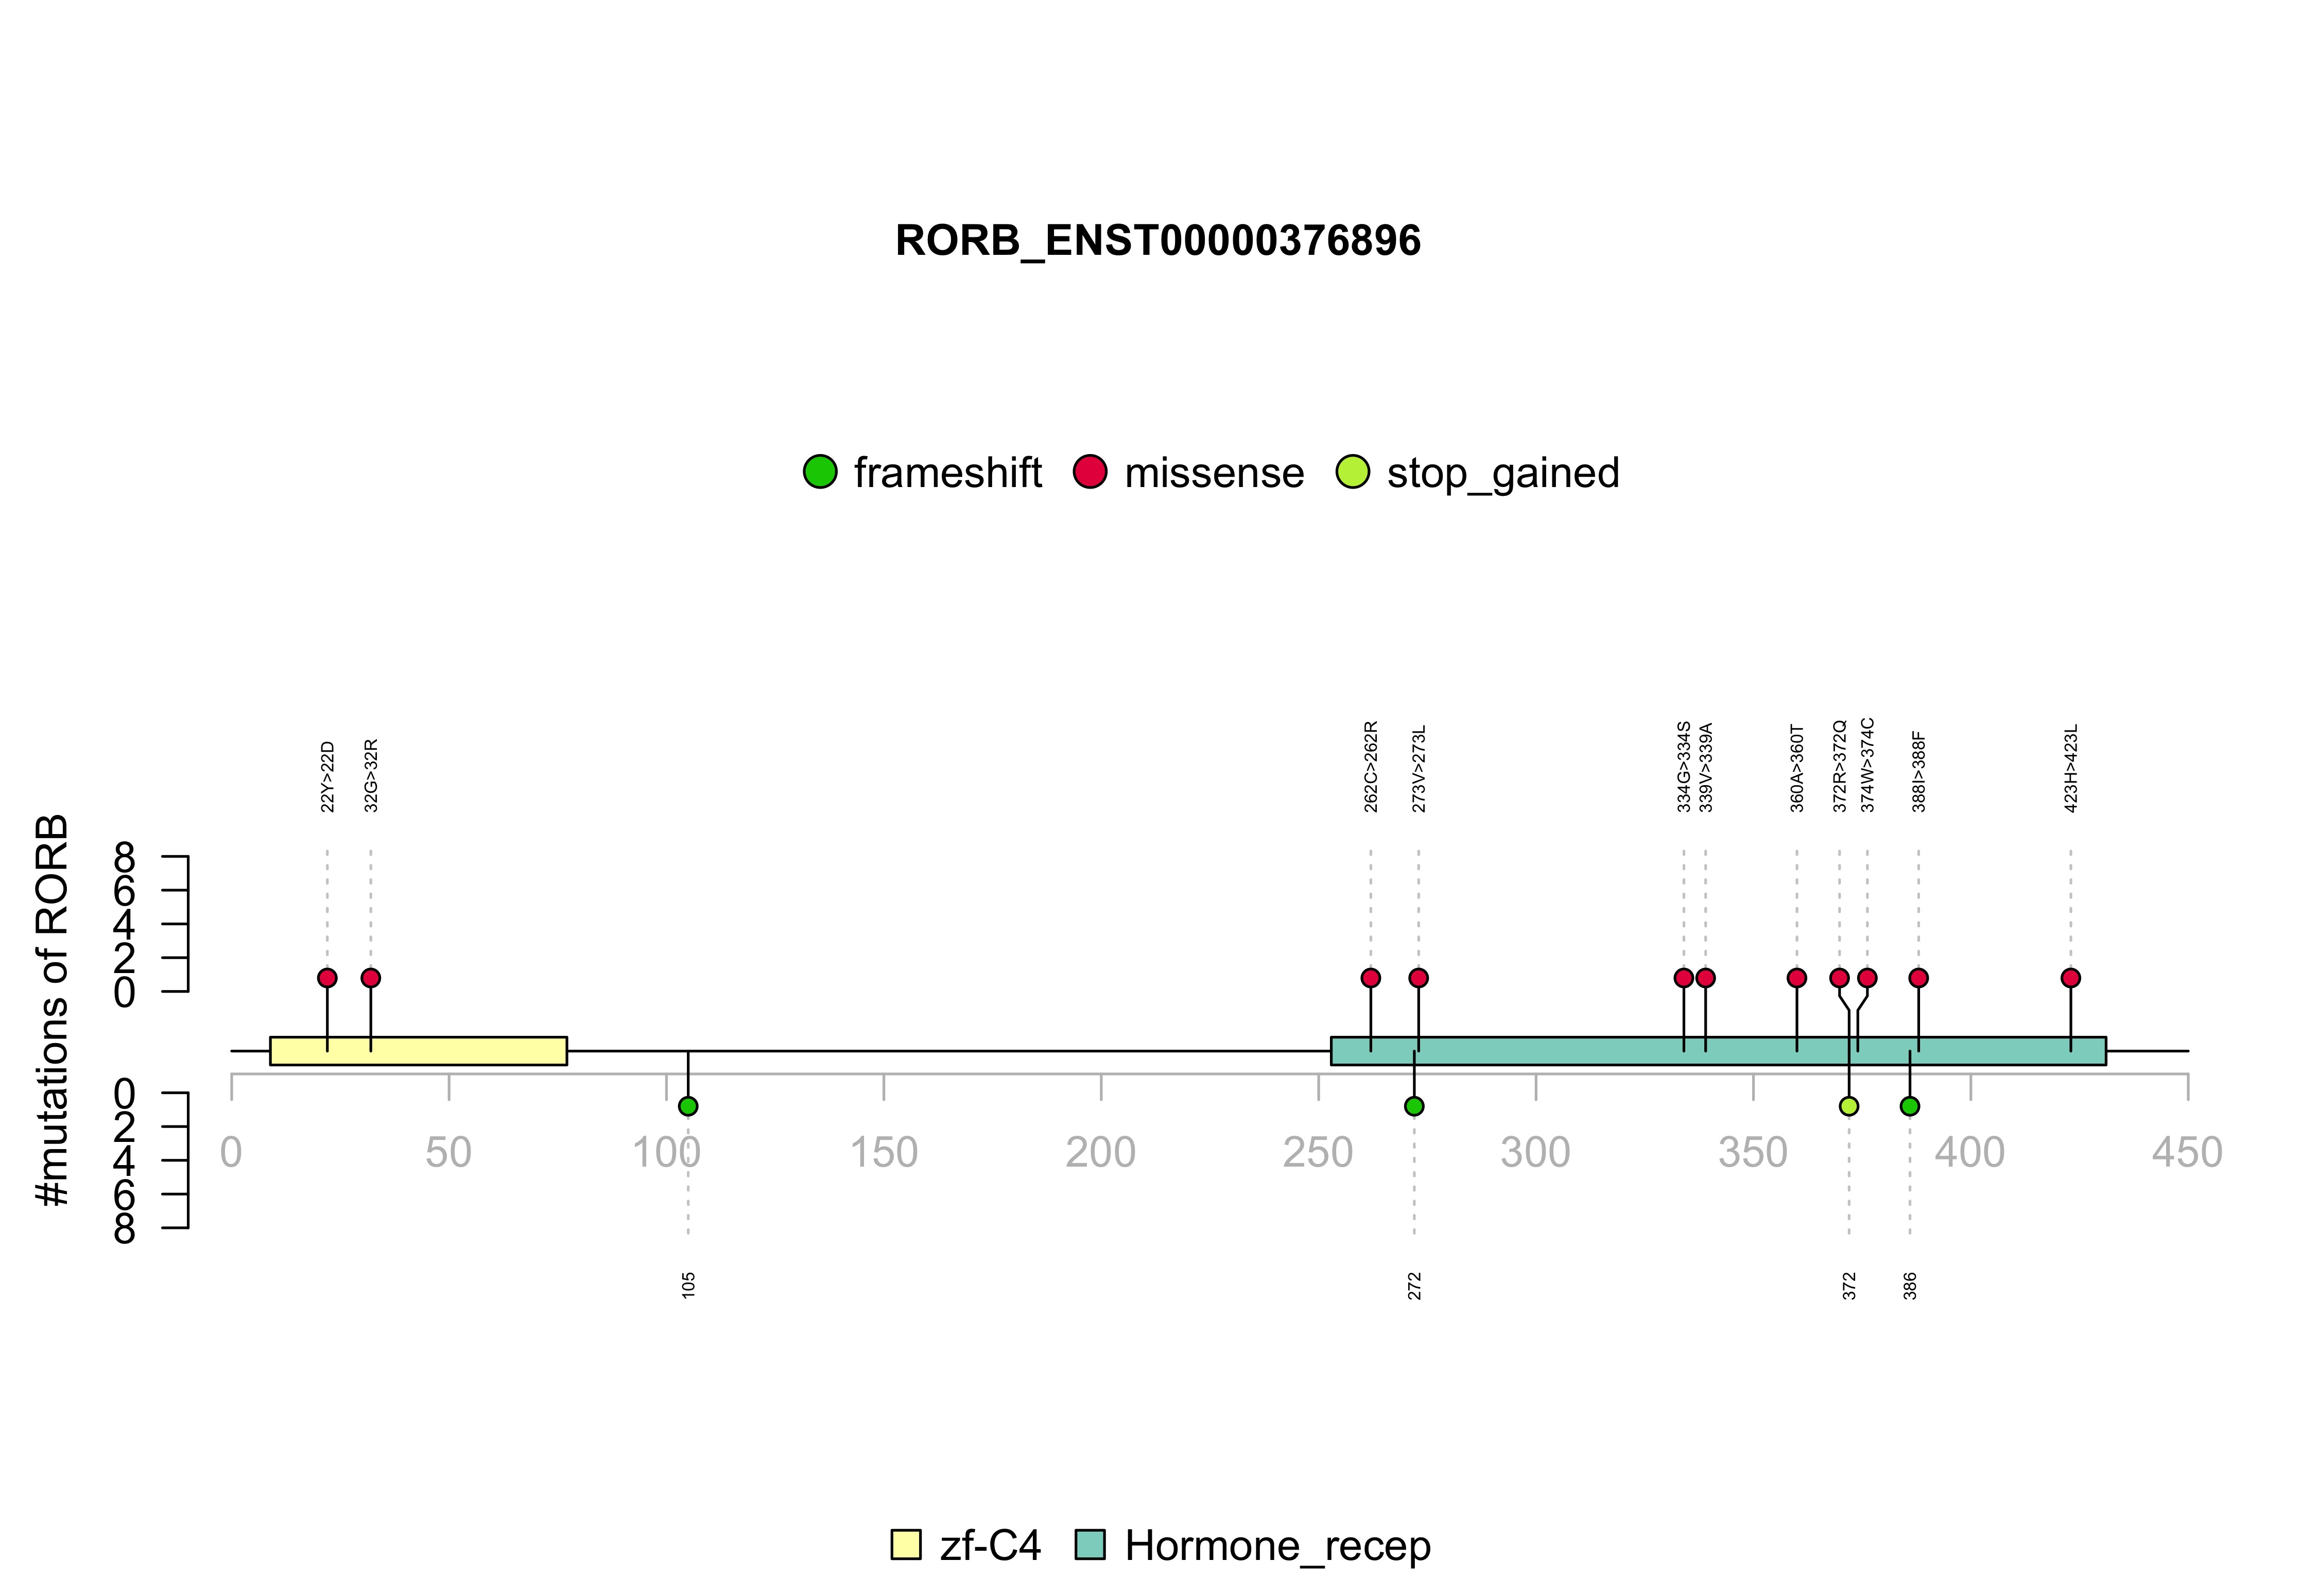 RORB_ENST00000376896
frameshift missense stop_gained
22Y>22D 32G>32R 262C>262R 273V>273L 334G>334S 339V>339A 360A>360T 372R>372Q 374W>374C 388I>388F 423H>423L
#mutations of RORB
8
6
4
2
0
0
2
4
6
8
0 50 100 150 200 250 300 350 400 450
105 272 372 386
zf-C4 Hormone_recep